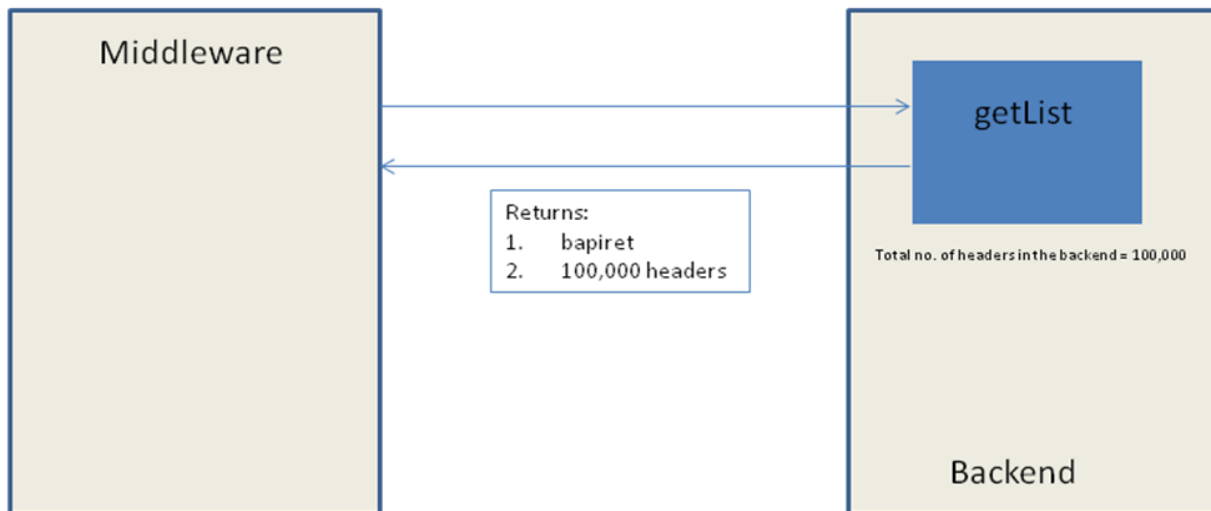 Middleware
getList
Returns:
1. bapiret
2. 100,000 headers
Total no. of headers in the backend = 100,000
Backend